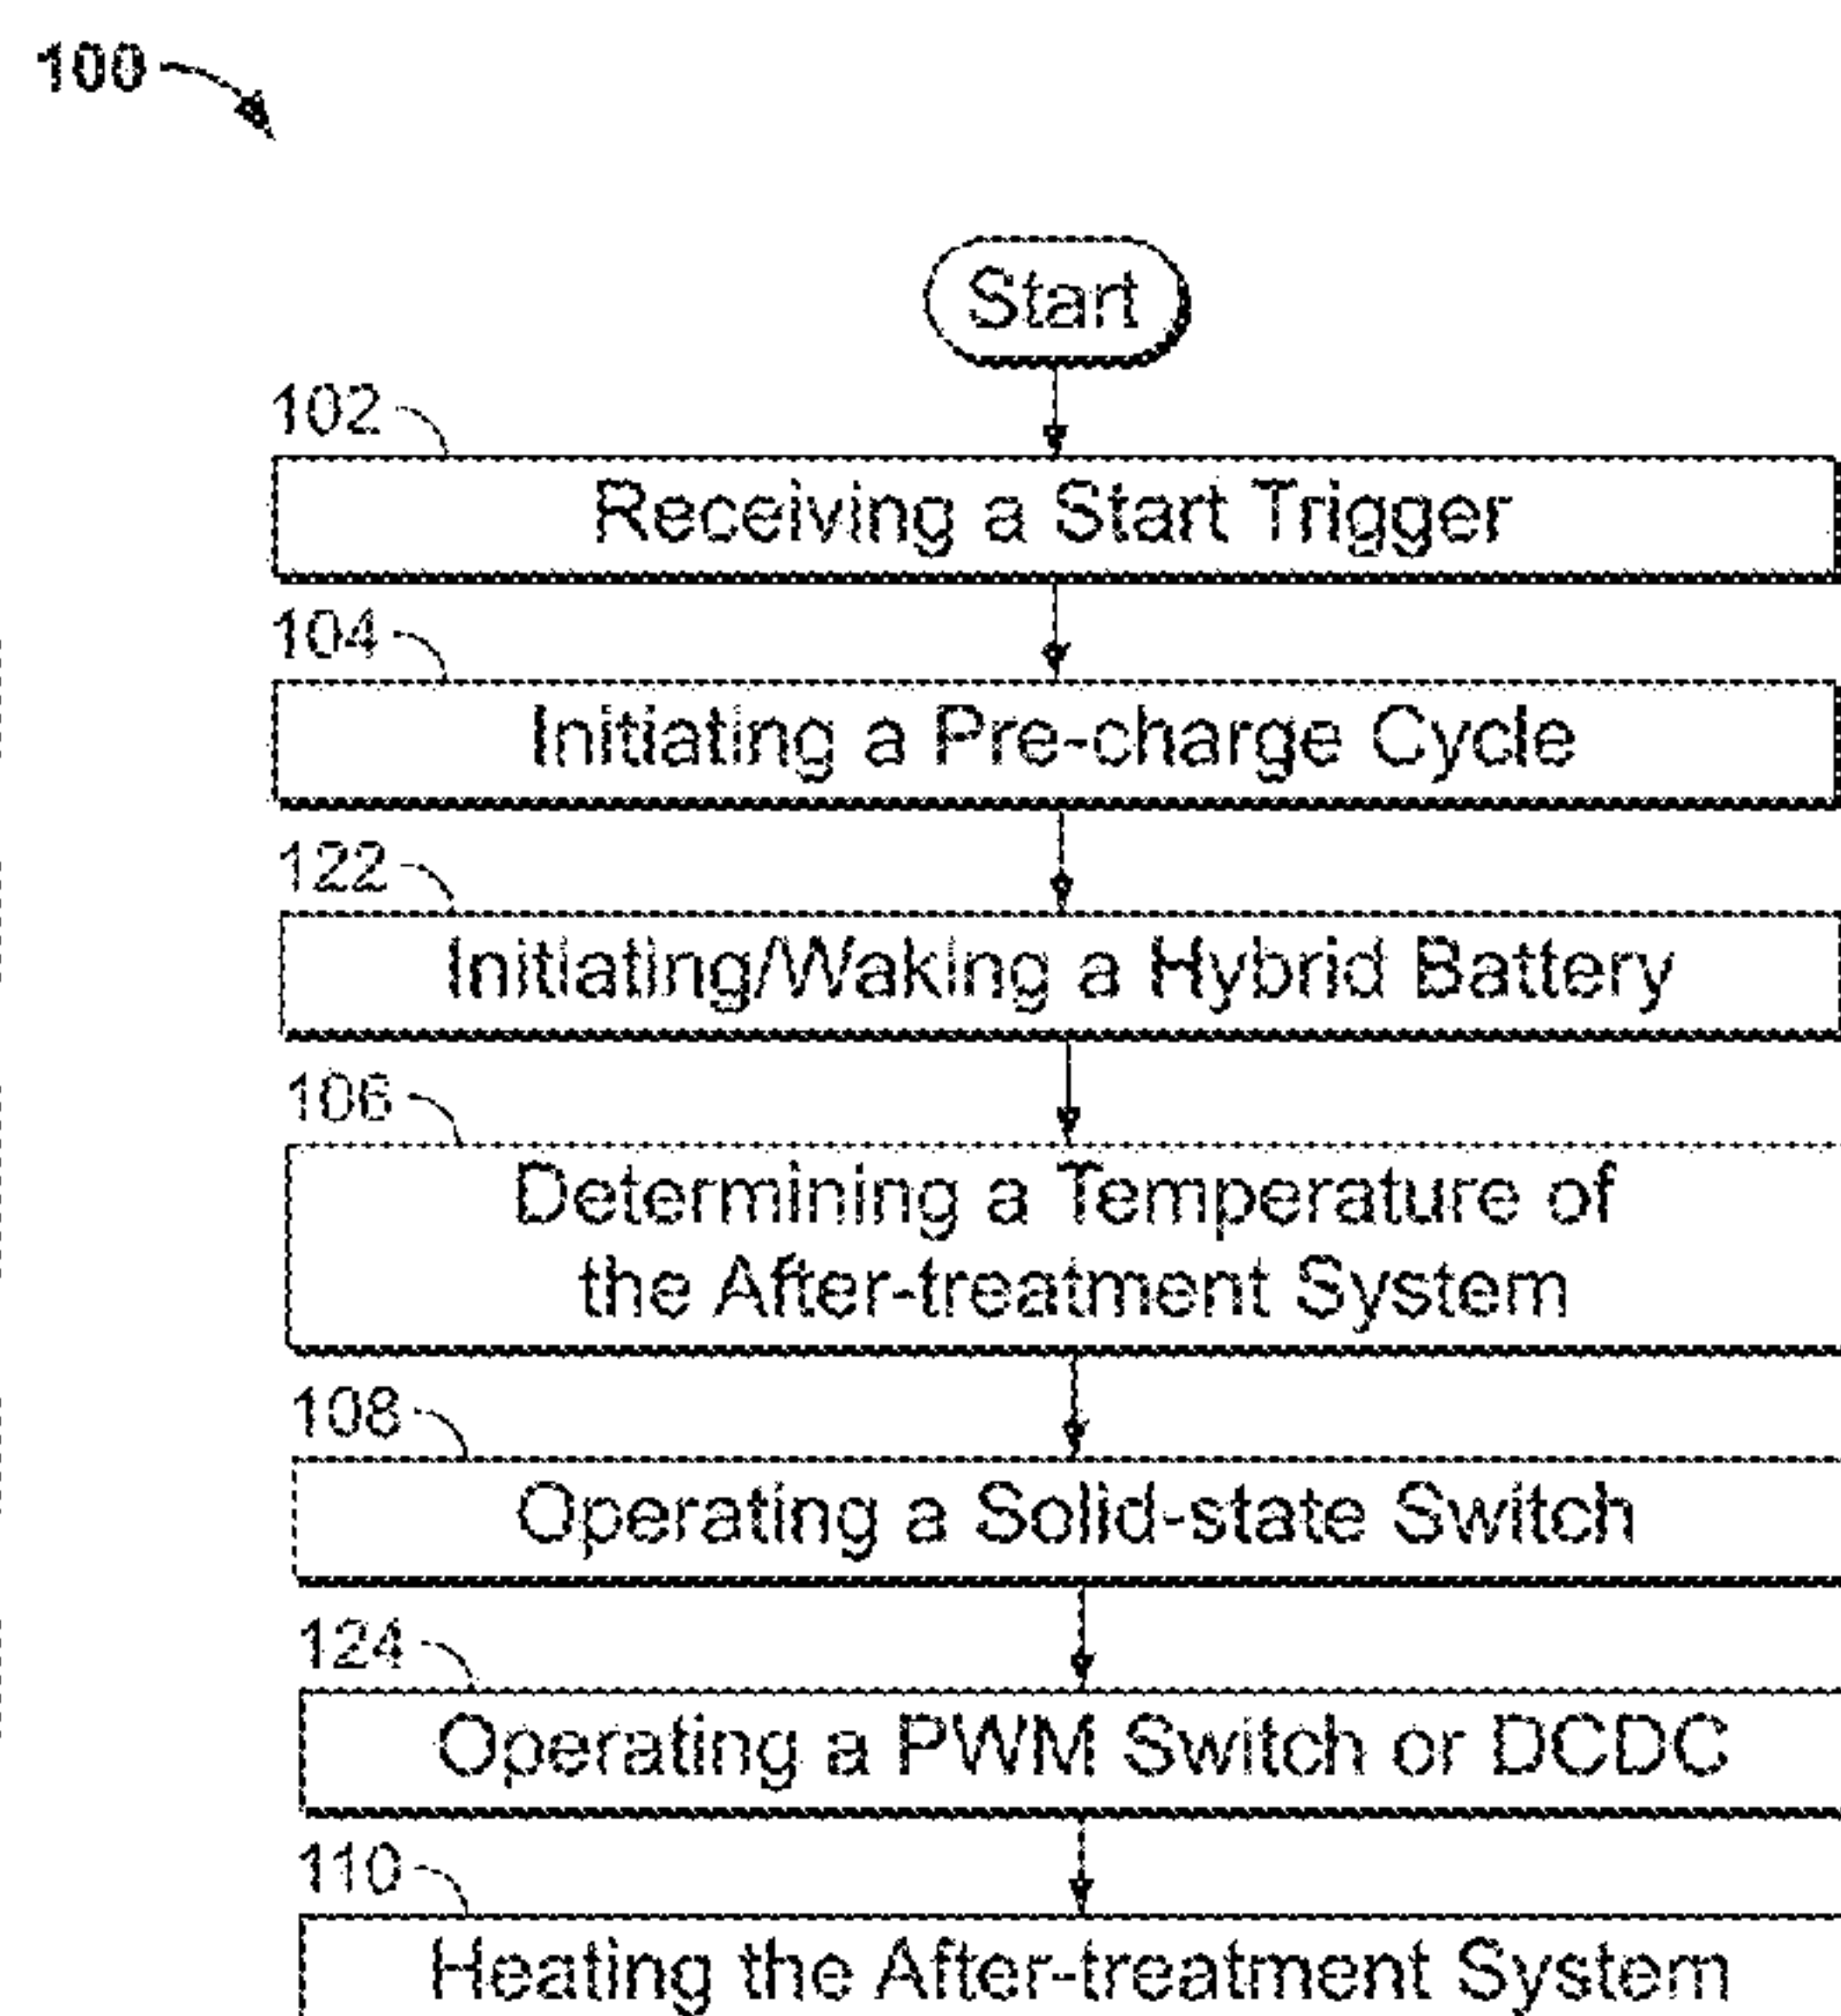 100
Start
102
Receiving a Start Trigger
104
Initiating a Pre-charge Cycle
122
Initiating/Waking a Hybrid Battery
106
Determining a Temperature of
the After-treatment System
108
Operating a Solid-state Switch
124
Operating a PWM Switch or DCDC
110
Heating the After-treatment System